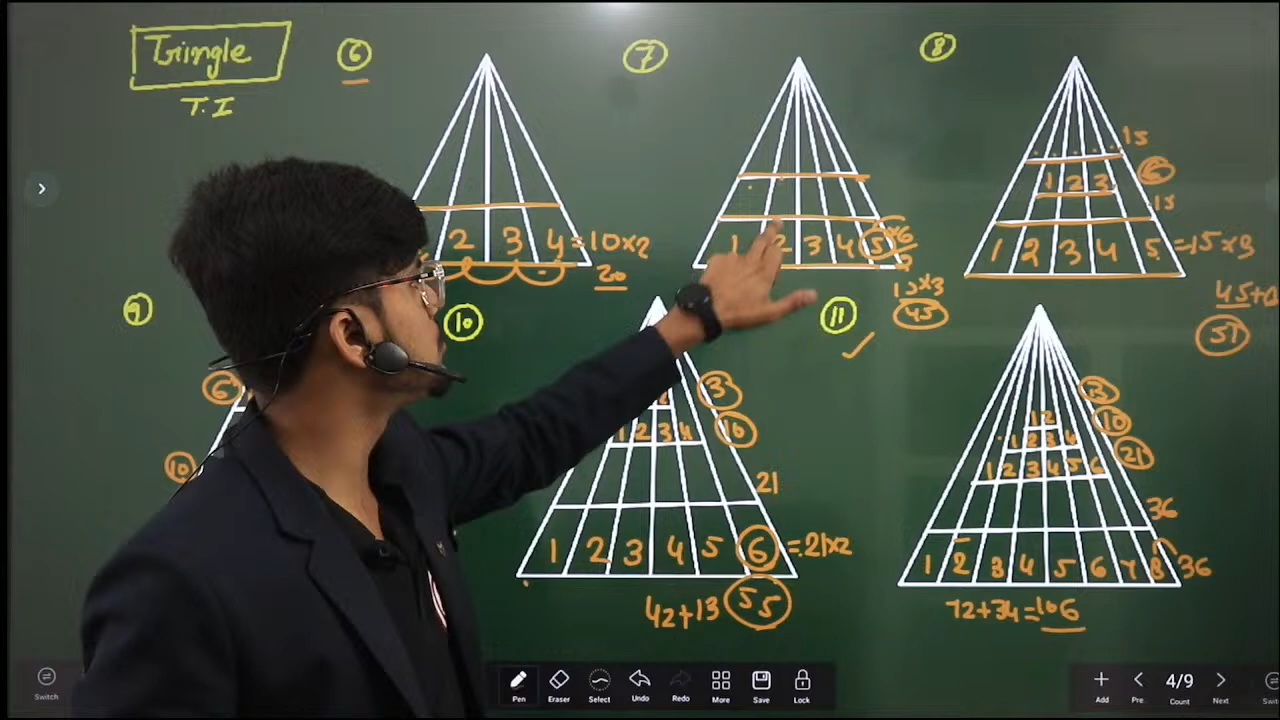 Tringle
T.I
6
2 3 4 = 10×2
20
7
1 2 3 4 5
15×3
45
8
15
1 2 3 6
15
1 2 3 4 5 = 15×3
45+
51
9
6
10
10
3
1 2 3 4 10
21
1 2 3 4 5 6 = 21×2
42+13 55
11
1 2
10
1 2 3 4
21
1 2 3 4 5 6
36
1 2 3 4 5 6 7 8 36
72+34=106
Switch
Pen
Eraser
Select
Undo
Redo
More
Save
Lock
Add
Pre
4/9
Count
Next